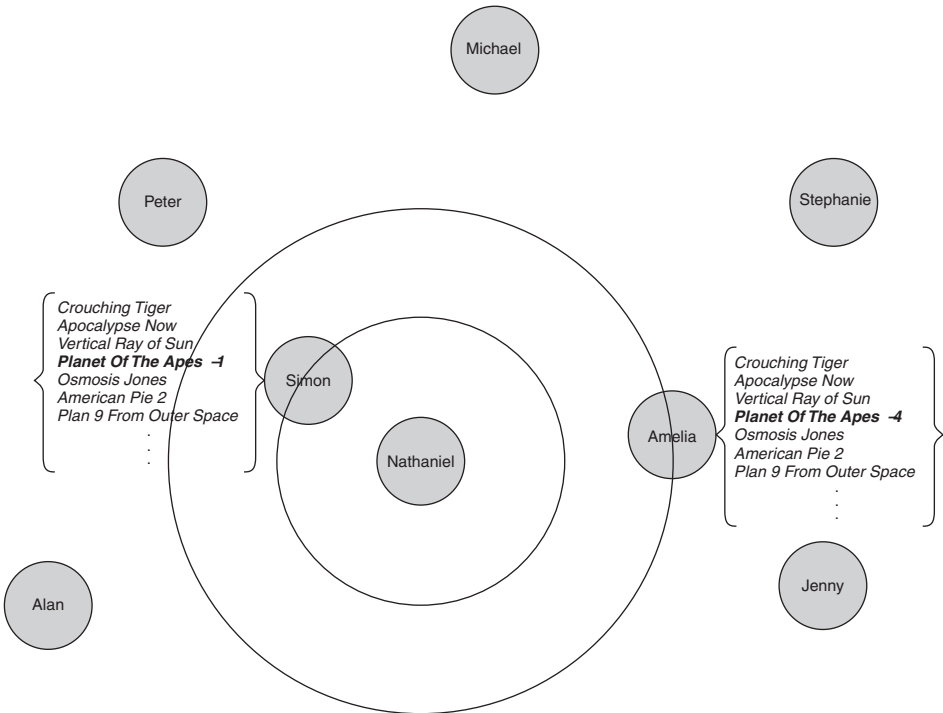 Michael
Peter
Stephanie
Crouching Tiger
Apocalypse Now
Vertical Ray of Sun
Planet Of The Apes –1
Osmosis Jones
American Pie 2
Plan 9 From Outer Space
.
.
.
Simon
Nathaniel
Amelia
Crouching Tiger
Apocalypse Now
Vertical Ray of Sun
Planet Of The Apes –4
Osmosis Jones
American Pie 2
Plan 9 From Outer Space
.
.
.
Alan
Jenny